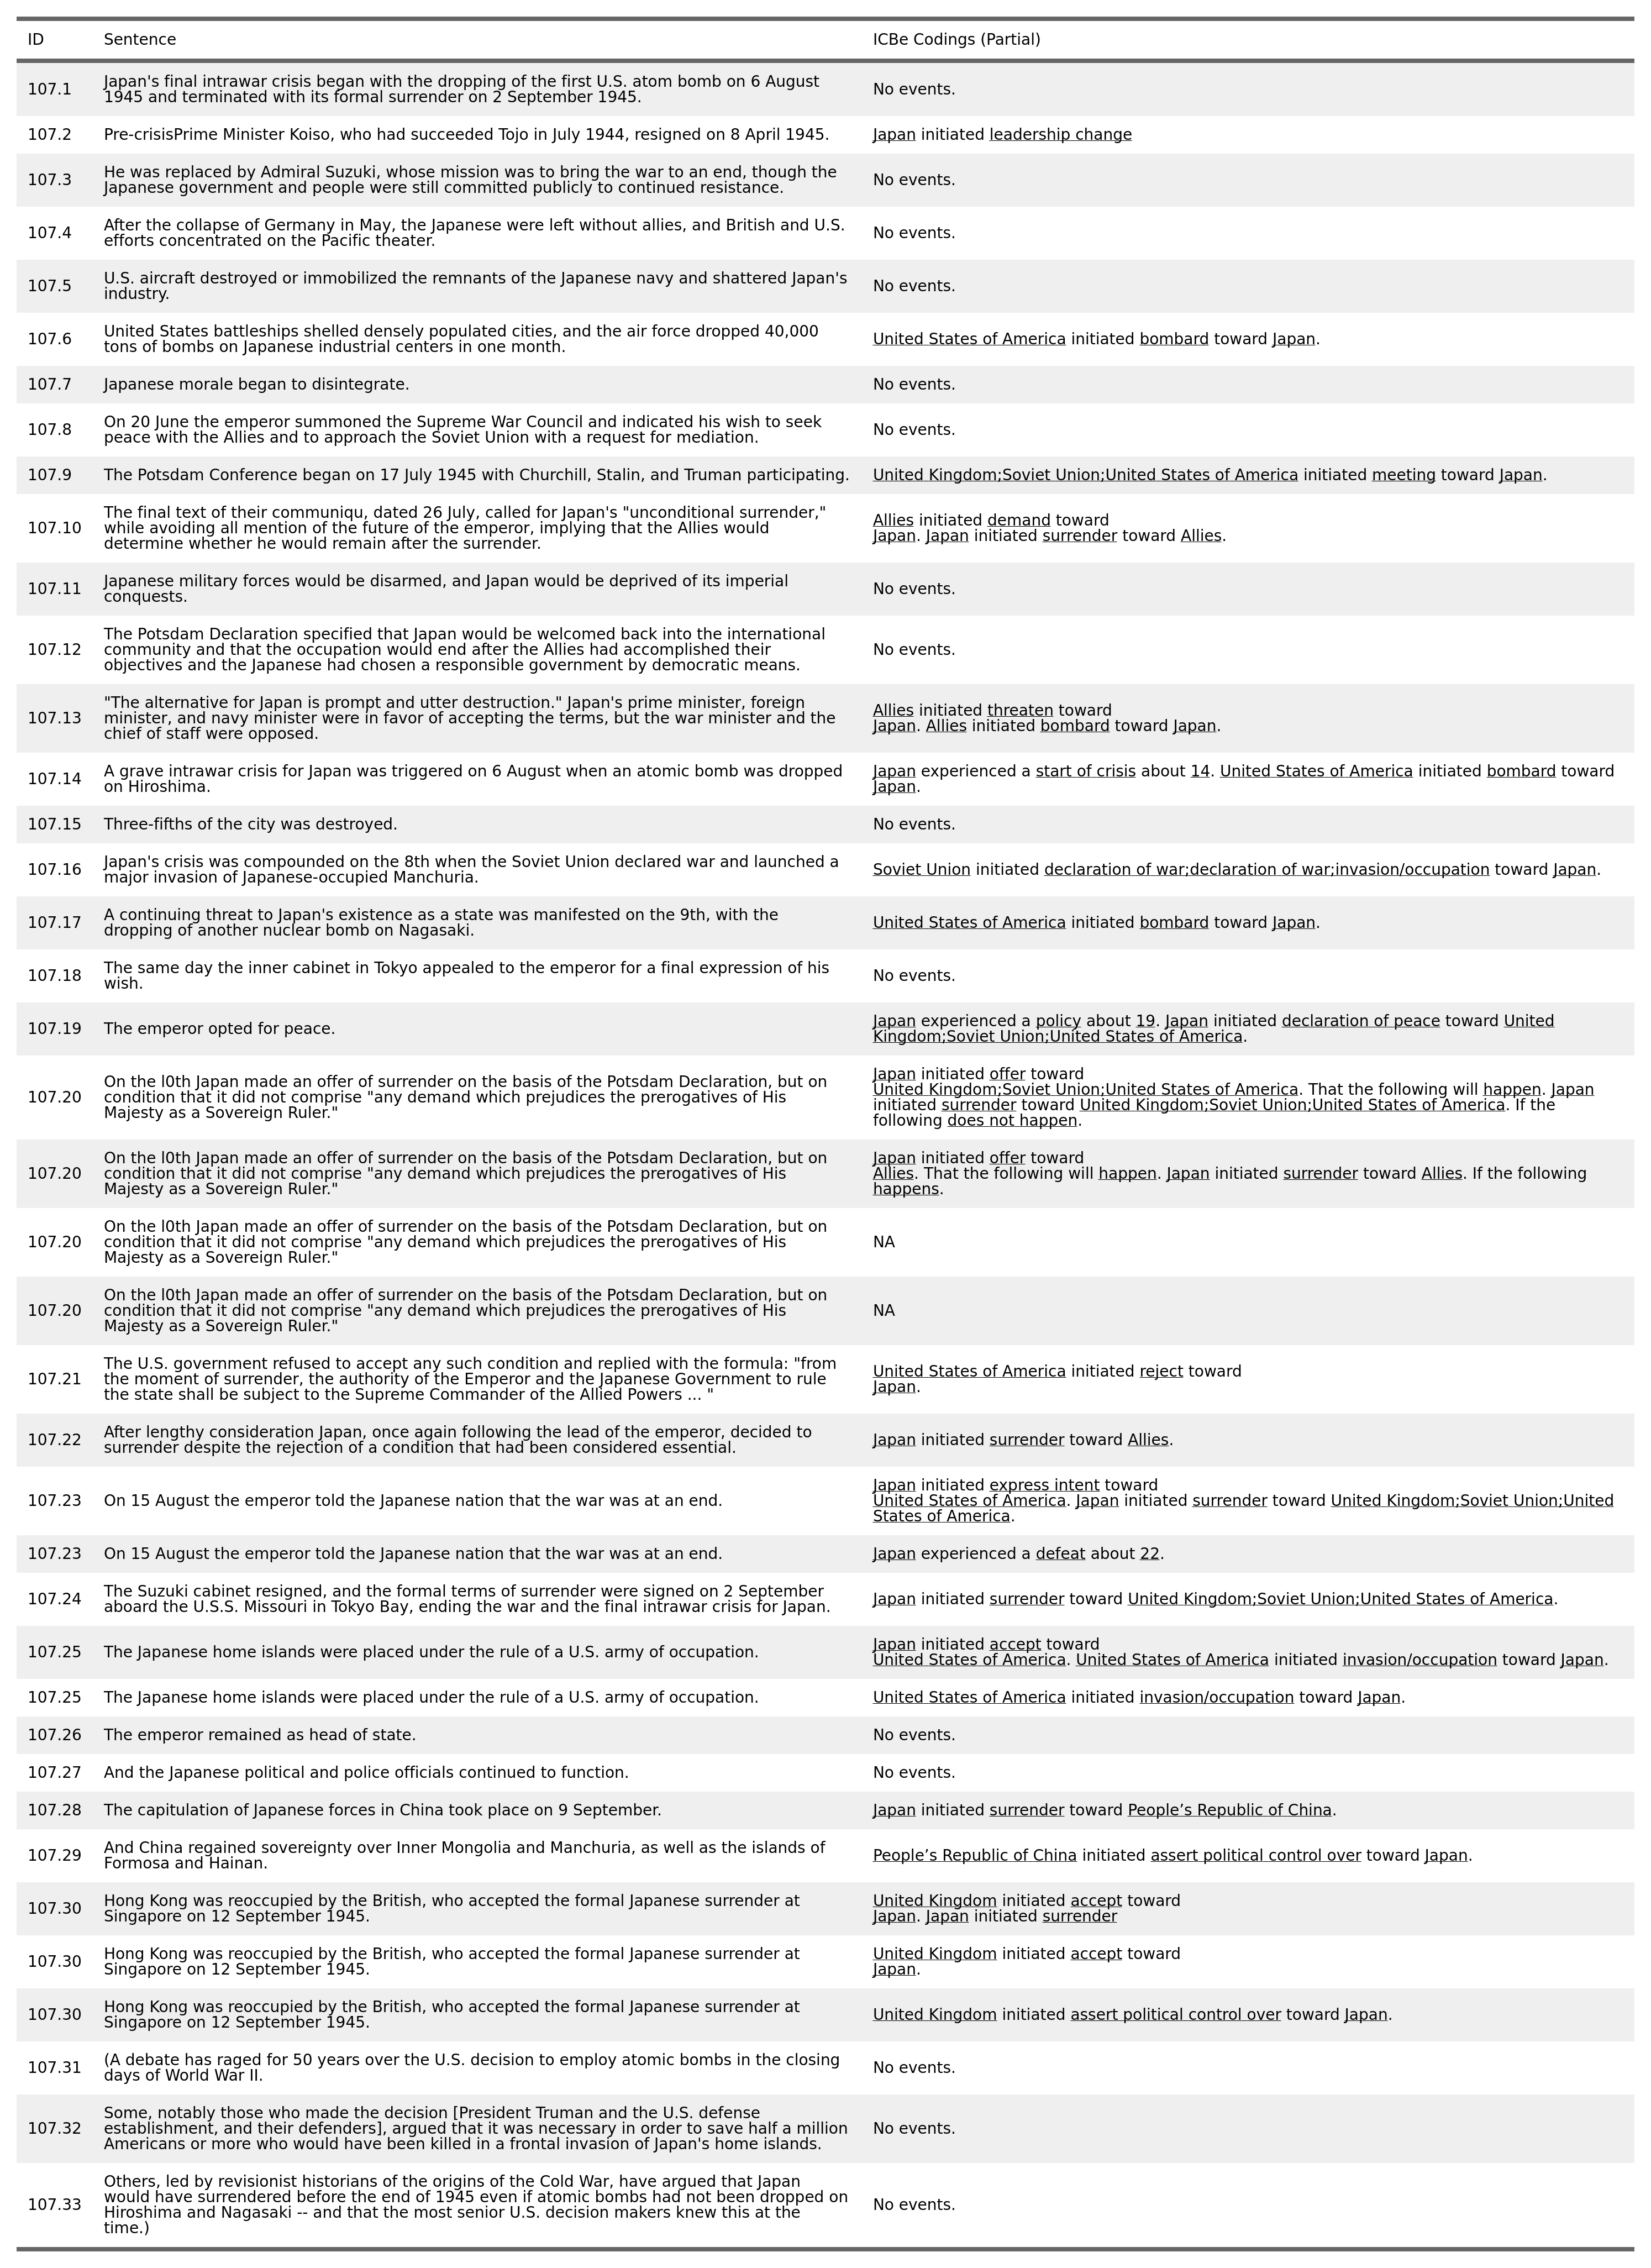 ID Sentence ICBe Codings (Partial)
107.1 Japan's final intrawar crisis began with the dropping of the first U.S. atom bomb on 6 August
1945 and terminated with its formal surrender on 2 September 1945.
No events.
107.2 Pre-crisisPrime Minister Koiso, who had succeeded Tojo in July 1944, resigned on 8 April 1945.
Japan initiated leadership change
107.3 He was replaced by Admiral Suzuki, whose mission was to bring the war to an end, though the
Japanese government and people were still committed publicly to continued resistance.
No events.
107.4 After the collapse of Germany in May, the Japanese were left without allies, and British and U.S.
efforts concentrated on the Pacific theater.
No events.
107.5 U.S. aircraft destroyed or immobilized the remnants of the Japanese navy and shattered Japan's
industry.
No events.
107.6 United States battleships shelled densely populated cities, and the air force dropped 40,000
tons of bombs on Japanese industrial centers in one month.
United States of America initiated bombard toward Japan.
107.7 Japanese morale began to disintegrate.
No events.
107.8 On 20 June the emperor summoned the Supreme War Council and indicated his wish to seek
peace with the Allies and to approach the Soviet Union with a request for mediation.
No events.
107.9 The Potsdam Conference began on 17 July 1945 with Churchill, Stalin, and Truman participating.
United Kingdom;Soviet Union;United States of America initiated meeting toward Japan.
107.10 The final text of their communiqu, dated 26 July, called for Japan's "unconditional surrender,"
while avoiding all mention of the future of the emperor, implying that the Allies would
determine whether he would remain after the surrender.
Allies initiated demand toward
Japan. Japan initiated surrender toward Allies.
107.11 Japanese military forces would be disarmed, and Japan would be deprived of its imperial
conquests.
No events.
107.12 The Potsdam Declaration specified that Japan would be welcomed back into the international
community and that the occupation would end after the Allies had accomplished their
objectives and the Japanese had chosen a responsible government by democratic means.
No events.
107.13 "The alternative for Japan is prompt and utter destruction." Japan's prime minister, foreign
minister, and navy minister were in favor of accepting the terms, but the war minister and the
chief of staff were opposed.
Allies initiated threaten toward
Japan. Allies initiated bombard toward Japan.
107.14 A grave intrawar crisis for Japan was triggered on 6 August when an atomic bomb was dropped
on Hiroshima.
Japan experienced a start of crisis about 14. United States of America initiated bombard toward
Japan.
107.15 Three-fifths of the city was destroyed.
No events.
107.16 Japan's crisis was compounded on the 8th when the Soviet Union declared war and launched a
major invasion of Japanese-occupied Manchuria.
Soviet Union initiated declaration of war;declaration of war;invasion/occupation toward Japan.
107.17 A continuing threat to Japan's existence as a state was manifested on the 9th, with the
dropping of another nuclear bomb on Nagasaki.
United States of America initiated bombard toward Japan.
107.18 The same day the inner cabinet in Tokyo appealed to the emperor for a final expression of his
wish.
No events.
107.19 The emperor opted for peace.
Japan experienced a policy about 19. Japan initiated declaration of peace toward United
Kingdom;Soviet Union;United States of America.
107.20 On the l0th Japan made an offer of surrender on the basis of the Potsdam Declaration, but on
condition that it did not comprise "any demand which prejudices the prerogatives of His
Majesty as a Sovereign Ruler."
Japan initiated offer toward
United Kingdom;Soviet Union;United States of America. That the following will happen. Japan
initiated surrender toward United Kingdom;Soviet Union;United States of America. If the
following does not happen.
107.20 On the l0th Japan made an offer of surrender on the basis of the Potsdam Declaration, but on
condition that it did not comprise "any demand which prejudices the prerogatives of His
Majesty as a Sovereign Ruler."
Japan initiated offer toward
Allies. That the following will happen. Japan initiated surrender toward Allies. If the following
happens.
107.20 On the l0th Japan made an offer of surrender on the basis of the Potsdam Declaration, but on
condition that it did not comprise "any demand which prejudices the prerogatives of His
Majesty as a Sovereign Ruler."
NA
107.20 On the l0th Japan made an offer of surrender on the basis of the Potsdam Declaration, but on
condition that it did not comprise "any demand which prejudices the prerogatives of His
Majesty as a Sovereign Ruler."
NA
107.21 The U.S. government refused to accept any such condition and replied with the formula: "from
the moment of surrender, the authority of the Emperor and the Japanese Government to rule
the state shall be subject to the Supreme Commander of the Allied Powers ... "
United States of America initiated reject toward
Japan.
107.22 After lengthy consideration Japan, once again following the lead of the emperor, decided to
surrender despite the rejection of a condition that had been considered essential.
Japan initiated surrender toward Allies.
107.23 On 15 August the emperor told the Japanese nation that the war was at an end.
Japan initiated express intent toward
United States of America. Japan initiated surrender toward United Kingdom;Soviet Union;United
States of America.
107.23 On 15 August the emperor told the Japanese nation that the war was at an end.
Japan experienced a defeat about 22.
107.24 The Suzuki cabinet resigned, and the formal terms of surrender were signed on 2 September
aboard the U.S.S. Missouri in Tokyo Bay, ending the war and the final intrawar crisis for Japan.
Japan initiated surrender toward United Kingdom;Soviet Union;United States of America.
107.25 The Japanese home islands were placed under the rule of a U.S. army of occupation.
Japan initiated accept toward
United States of America. United States of America initiated invasion/occupation toward Japan.
107.25 The Japanese home islands were placed under the rule of a U.S. army of occupation.
United States of America initiated invasion/occupation toward Japan.
107.26 The emperor remained as head of state.
No events.
107.27 And the Japanese political and police officials continued to function.
No events.
107.28 The capitulation of Japanese forces in China took place on 9 September.
Japan initiated surrender toward People’s Republic of China.
107.29 And China regained sovereignty over Inner Mongolia and Manchuria, as well as the islands of
Formosa and Hainan.
People’s Republic of China initiated assert political control over toward Japan.
107.30 Hong Kong was reoccupied by the British, who accepted the formal Japanese surrender at
Singapore on 12 September 1945.
United Kingdom initiated accept toward
Japan. Japan initiated surrender
107.30 Hong Kong was reoccupied by the British, who accepted the formal Japanese surrender at
Singapore on 12 September 1945.
United Kingdom initiated accept toward
Japan.
107.30 Hong Kong was reoccupied by the British, who accepted the formal Japanese surrender at
Singapore on 12 September 1945.
United Kingdom initiated assert political control over toward Japan.
107.31 (A debate has raged for 50 years over the U.S. decision to employ atomic bombs in the closing
days of World War II.
No events.
107.32 Some, notably those who made the decision [President Truman and the U.S. defense
establishment, and their defenders], argued that it was necessary in order to save half a million
Americans or more who would have been killed in a frontal invasion of Japan's home islands.
No events.
107.33 Others, led by revisionist historians of the origins of the Cold War, have argued that Japan
would have surrendered before the end of 1945 even if atomic bombs had not been dropped on
Hiroshima and Nagasaki -- and that the most senior U.S. decision makers knew this at the
time.)
No events.